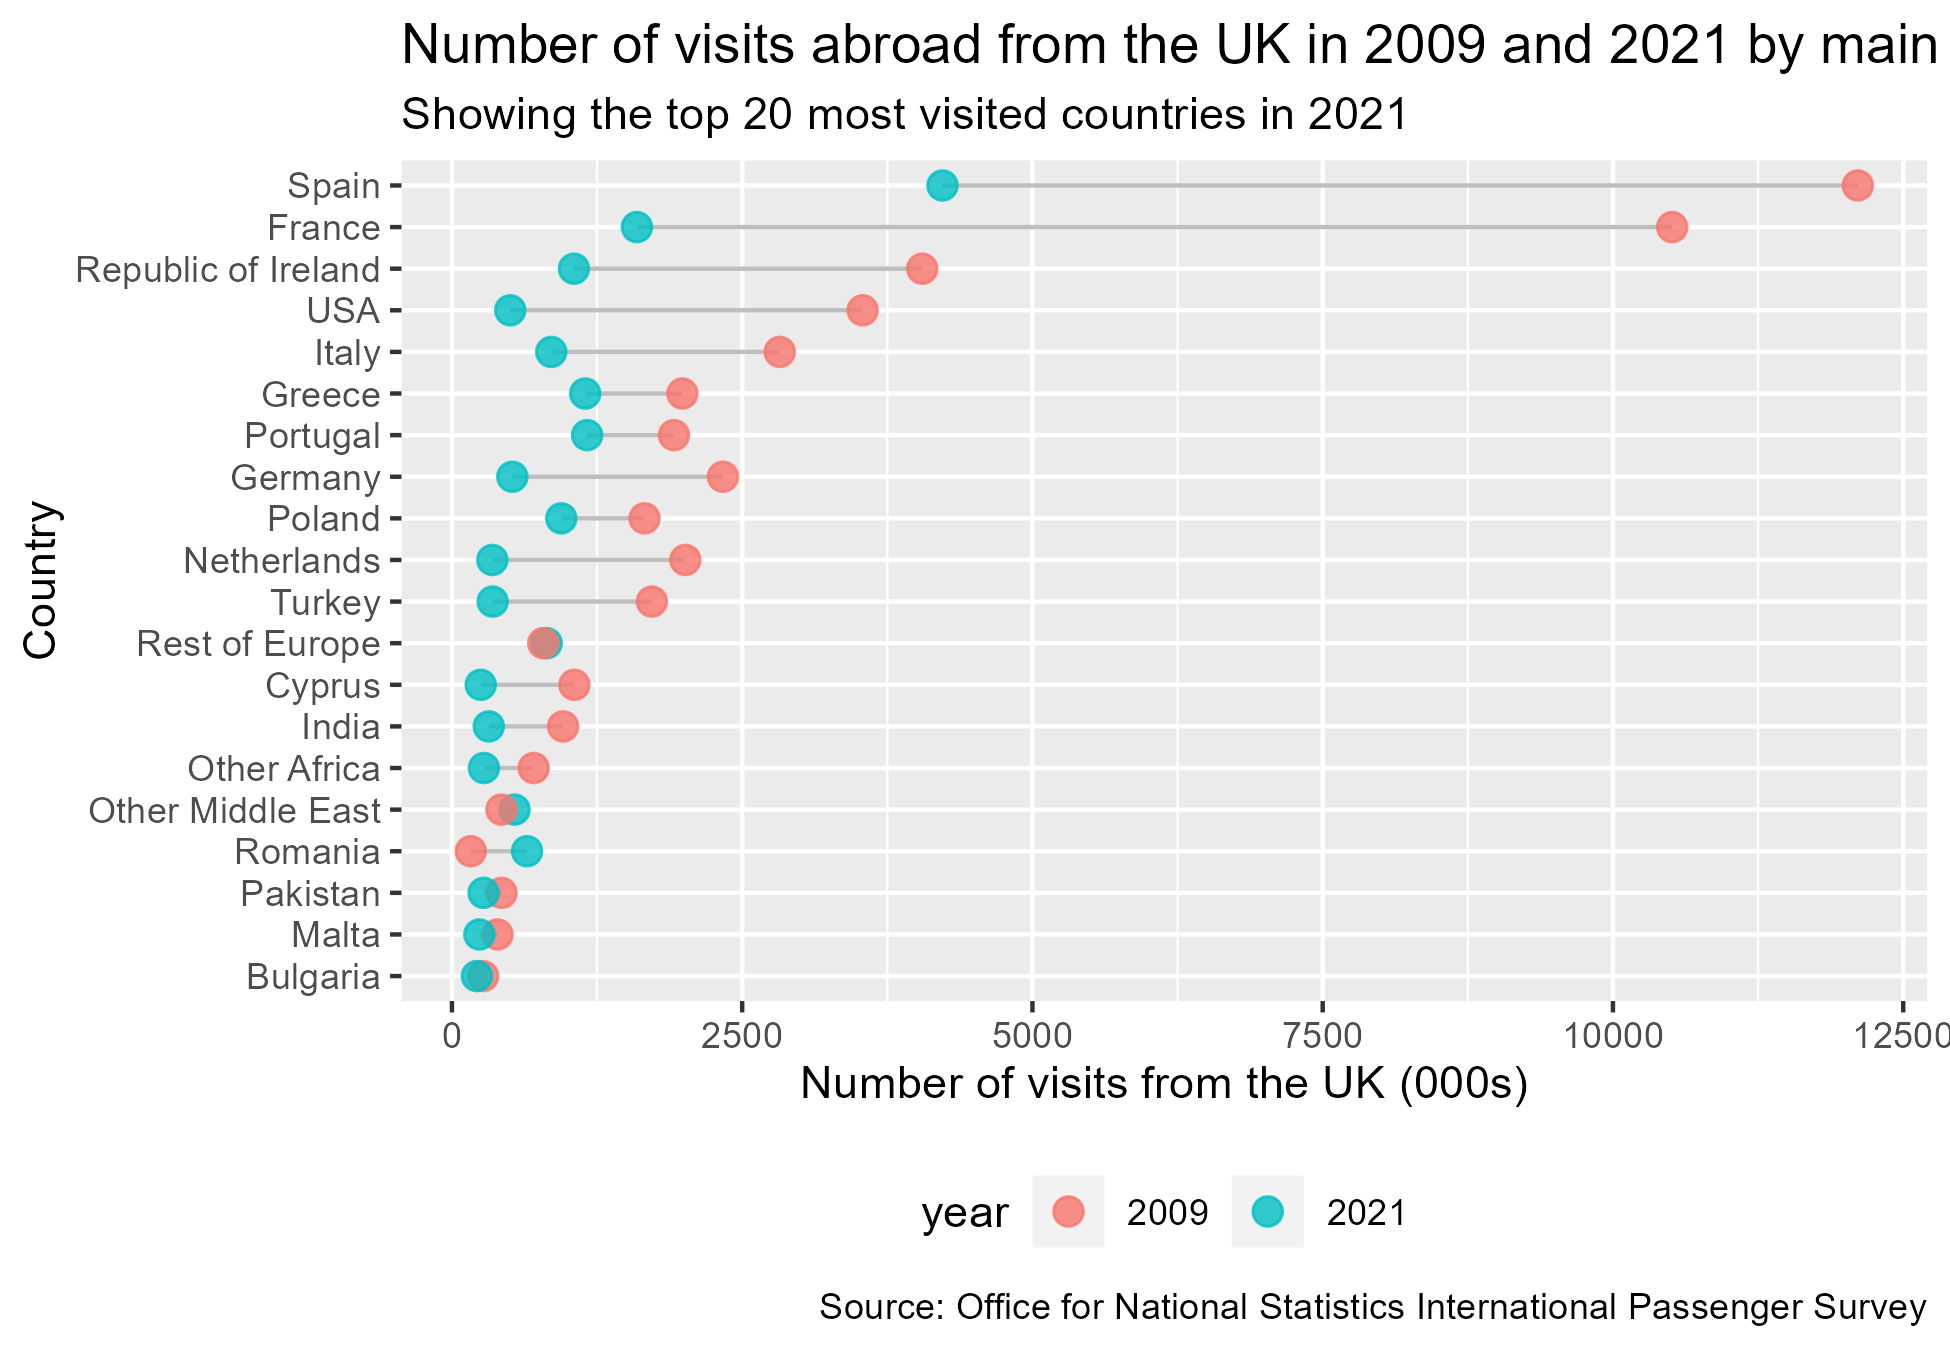 Number of visits abroad from the UK in 2009 and 2021 by main
Showing the top 20 most visited countries in 2021
Country
Spain
France
Republic of Ireland
USA
Italy
Greece
Portugal
Germany
Poland
Netherlands
Turkey
Rest of Europe
Cyprus
India
Other Africa
Other Middle East
Romania
Pakistan
Malta
Bulgaria
0 2500 5000 7500 10000 12500
Number of visits from the UK (000s)
year 2009 2021
Source: Office for National Statistics International Passenger Survey